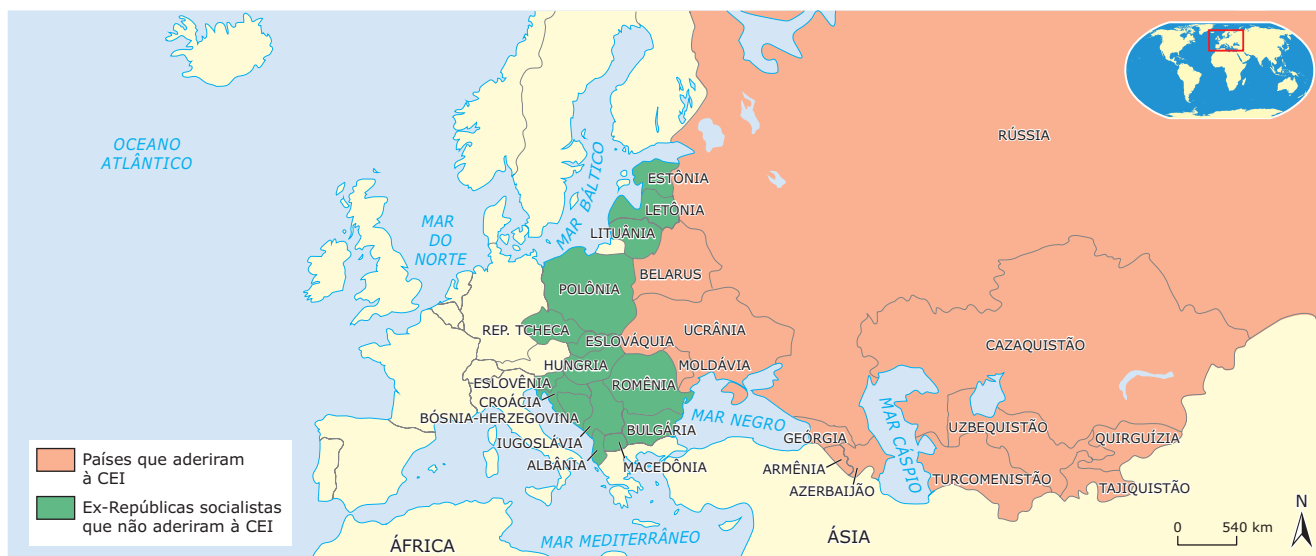 OCEANO
ATLÂNTICO
MAR
DO
NORTE
MAR BÁLTICO
RÚSSIA
ESTÔNIA
LETÔNIA
LITUÂNIA
BELARUS
POLÔNIA
REP. TCHECA
UCRÂNIA
ESLOVÁQUIA
CAZAQUISTÃO
HUNGRIA
MOLDÁVIA
ESLOVÊNIA
ROMÊNIA
CROÁCIA
BÓSNIA-HERZEGOVINA
MAR NEGRO
MAR CÁSPIO
BULGÁRIA
UZBEQUISTÃO
IUGOSLÁVIA
GEÓRGIA
QUIRGUÍZIA
ALBÂNIA
MACEDÔNIA
ARMÊNIA
TURCOMENISTÃO
AZERBAIJÃO
TAJIQUISTÃO
MAR MEDITERRÂNEO
ÁFRICA
ÁSIA
Países que aderiram
à CEI
Ex-Repúblicas socialistas
que não aderiram à CEI
N
0 540 km